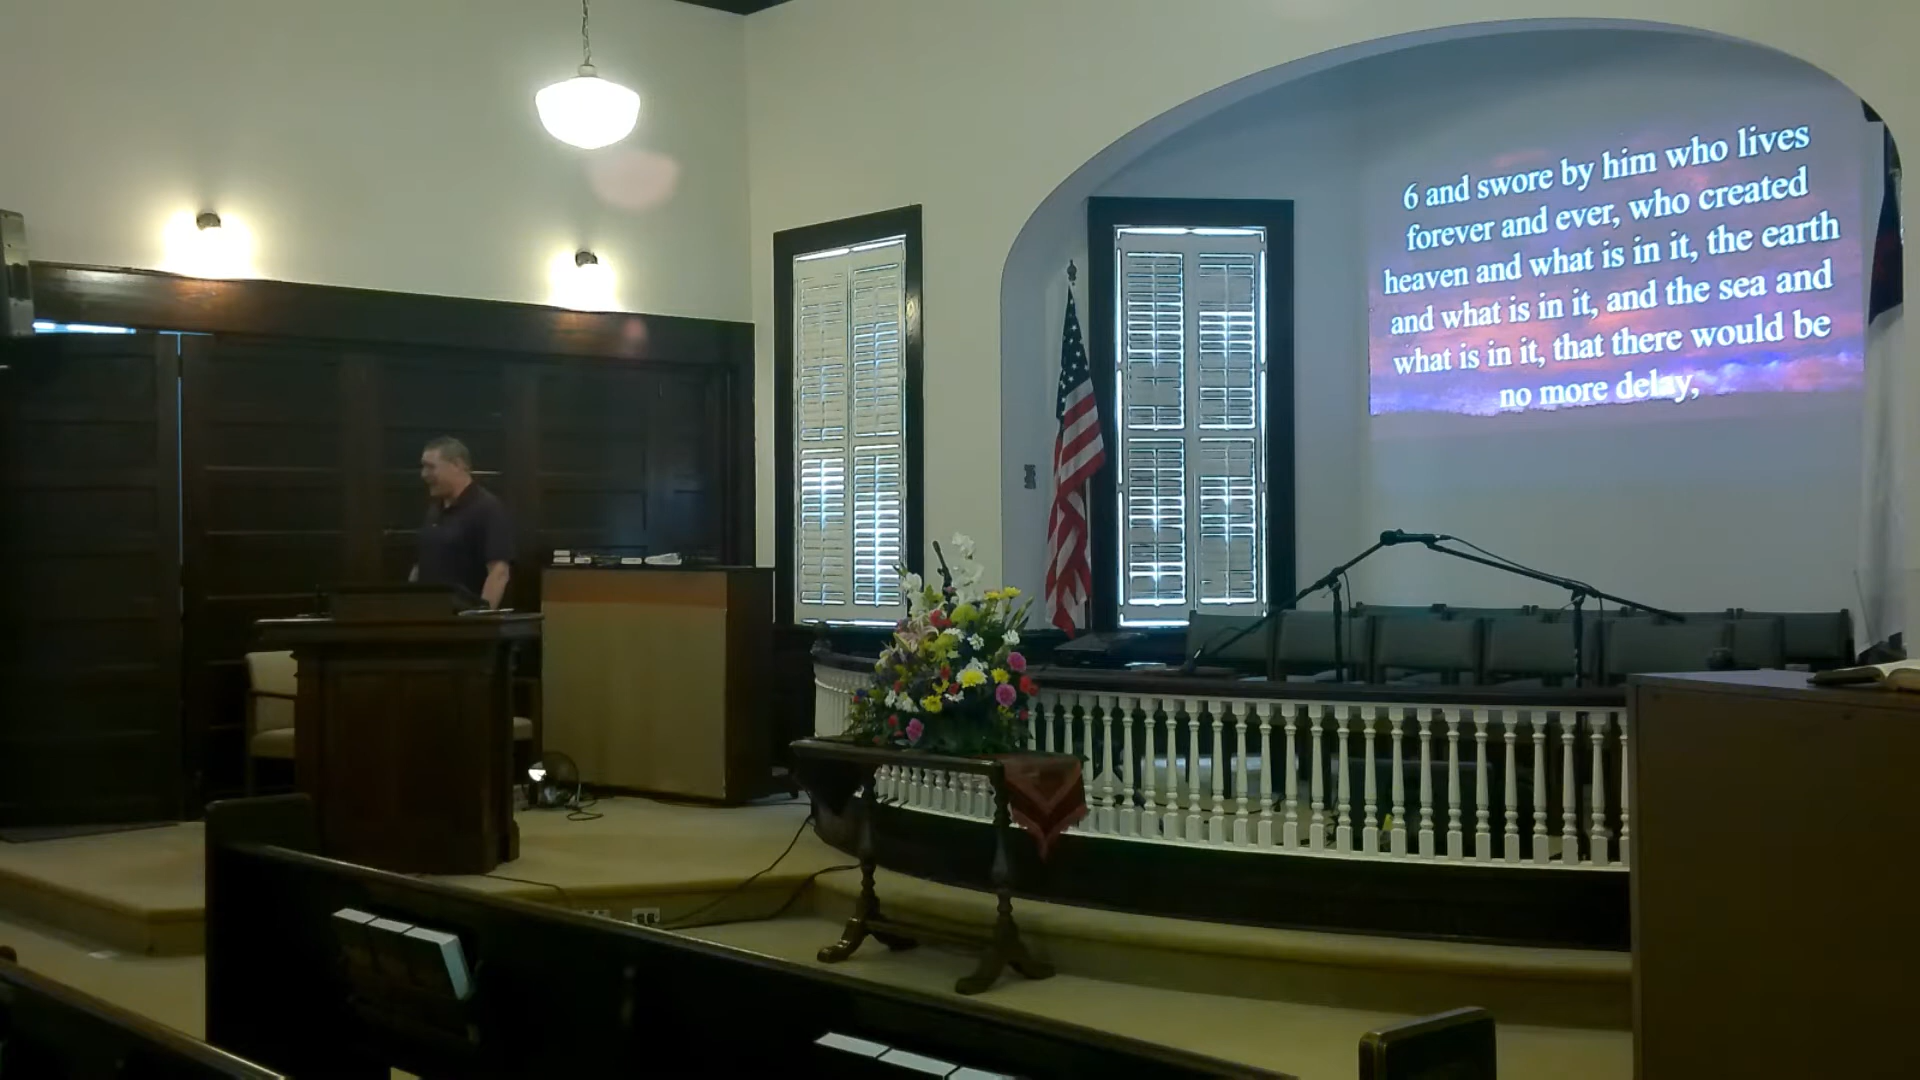 6 and swore by him who lives
forever and ever, who created
heaven and what is in it, the earth
and what is in it, and the sea and
what is in it, that there would be
no more delay,